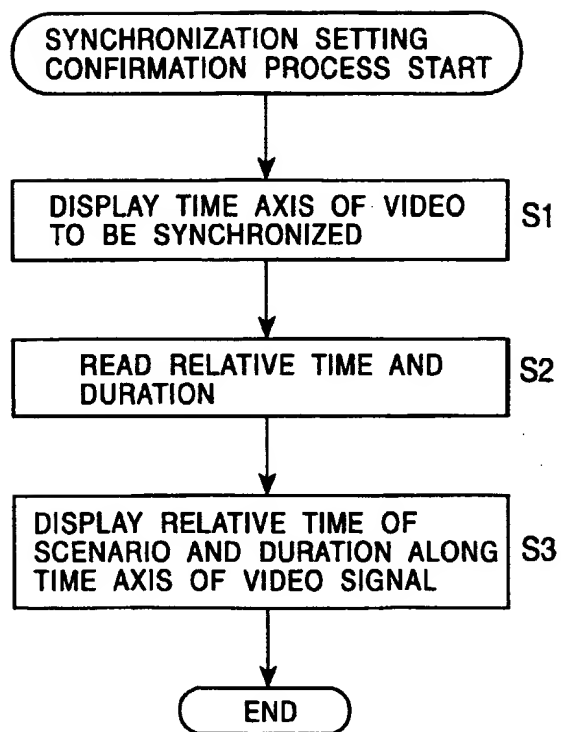 SYNCHRONIZATION SETTING
CONFIRMATION PROCESS START
DISPLAY TIME AXIS OF VIDEO
TO BE SYNCHRONIZED
S1
READ RELATIVE TIME AND
DURATION
S2
DISPLAY RELATIVE TIME OF
SCENARIO AND DURATION ALONG
TIME AXIS OF VIDEO SIGNAL
S3
END